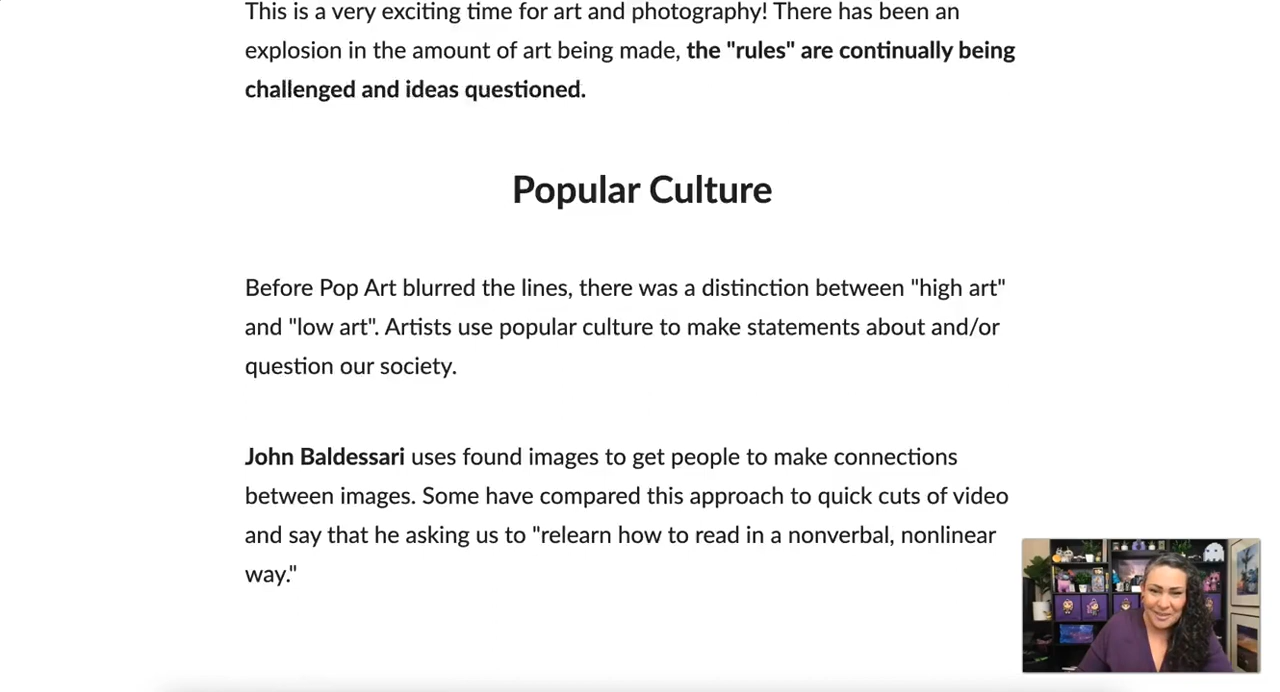 This is a very exciting time for art and photography! There has been an
explosion in the amount of art being made, the "rules" are continually being
challenged and ideas questioned.
Popular Culture
Before Pop Art blurred the lines, there was a distinction between "high art"
and "low art". Artists use popular culture to make statements about and/or
question our society.
John Baldessari uses found images to get people to make connections
between images. Some have compared this approach to quick cuts of video
and say that he asking us to "relearn how to read in a nonverbal, nonlinear
way."